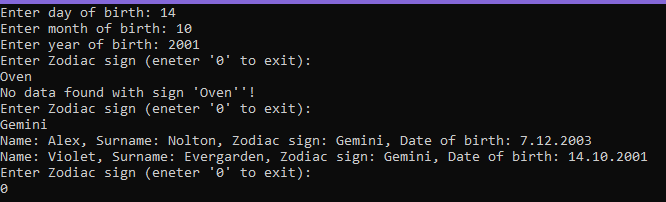 Enter day of birth: 14
Enter month of birth: 10
Enter year of birth: 2001
Enter Zodiac sign (eneter '0' to exit):
Oven
No data found with sign 'Oven''!
Enter Zodiac sign (eneter '0' to exit):
Gemini
Name: Alex, Surname: Nolton, Zodiac sign: Gemini, Date of birth: 7.12.2003
Name: Violet, Surname: Evergarden, Zodiac sign: Gemini, Date of birth: 14.10.2001
Enter Zodiac sign (eneter '0' to exit):
0